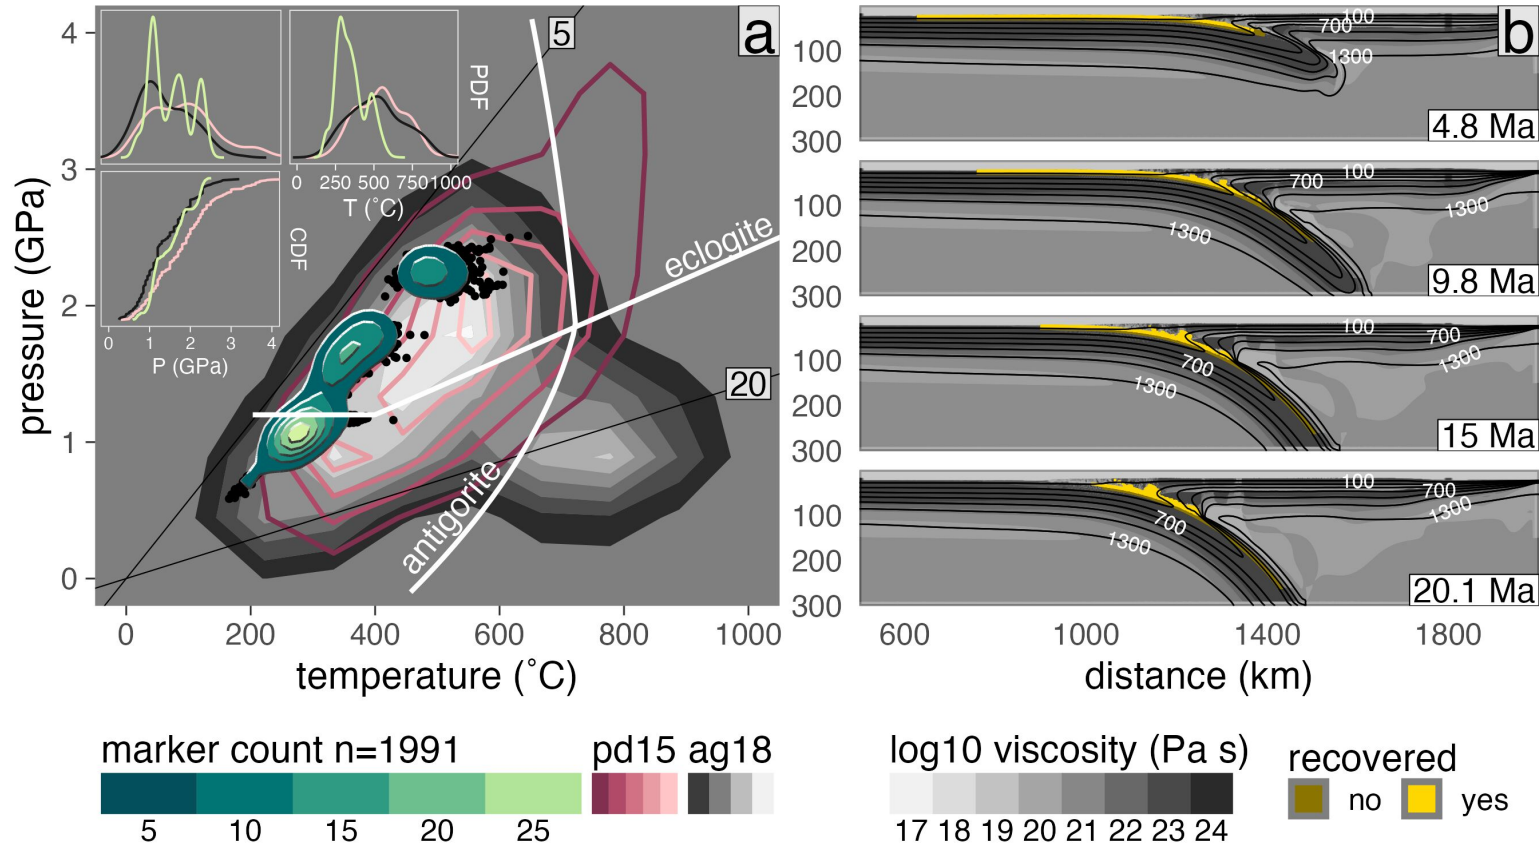 a
5
PDF
0 250 500 750 1000
T (˚C)
CDF
0 1 2 3 4
P (GPa)
4
3
2
1
0
pressure (GPa)
eclogite
20
antigorite
0 200 400 600 800 1000
temperature (˚C)
b
100
700
1300
100
200
300
4.8 Ma
100
700
1300
1300
100
200
300
9.8 Ma
100
700
1300
700
1300
100
200
300
15 Ma
100
700
1300
700
1300
100
200
300
20.1 Ma
600 1000 1400 1800
distance (km)
marker count n=1991
5 10 15 20 25
pd15
ag18
log10 viscosity (Pa s)
17 18 19 20 21 22 23 24
recovered
no yes